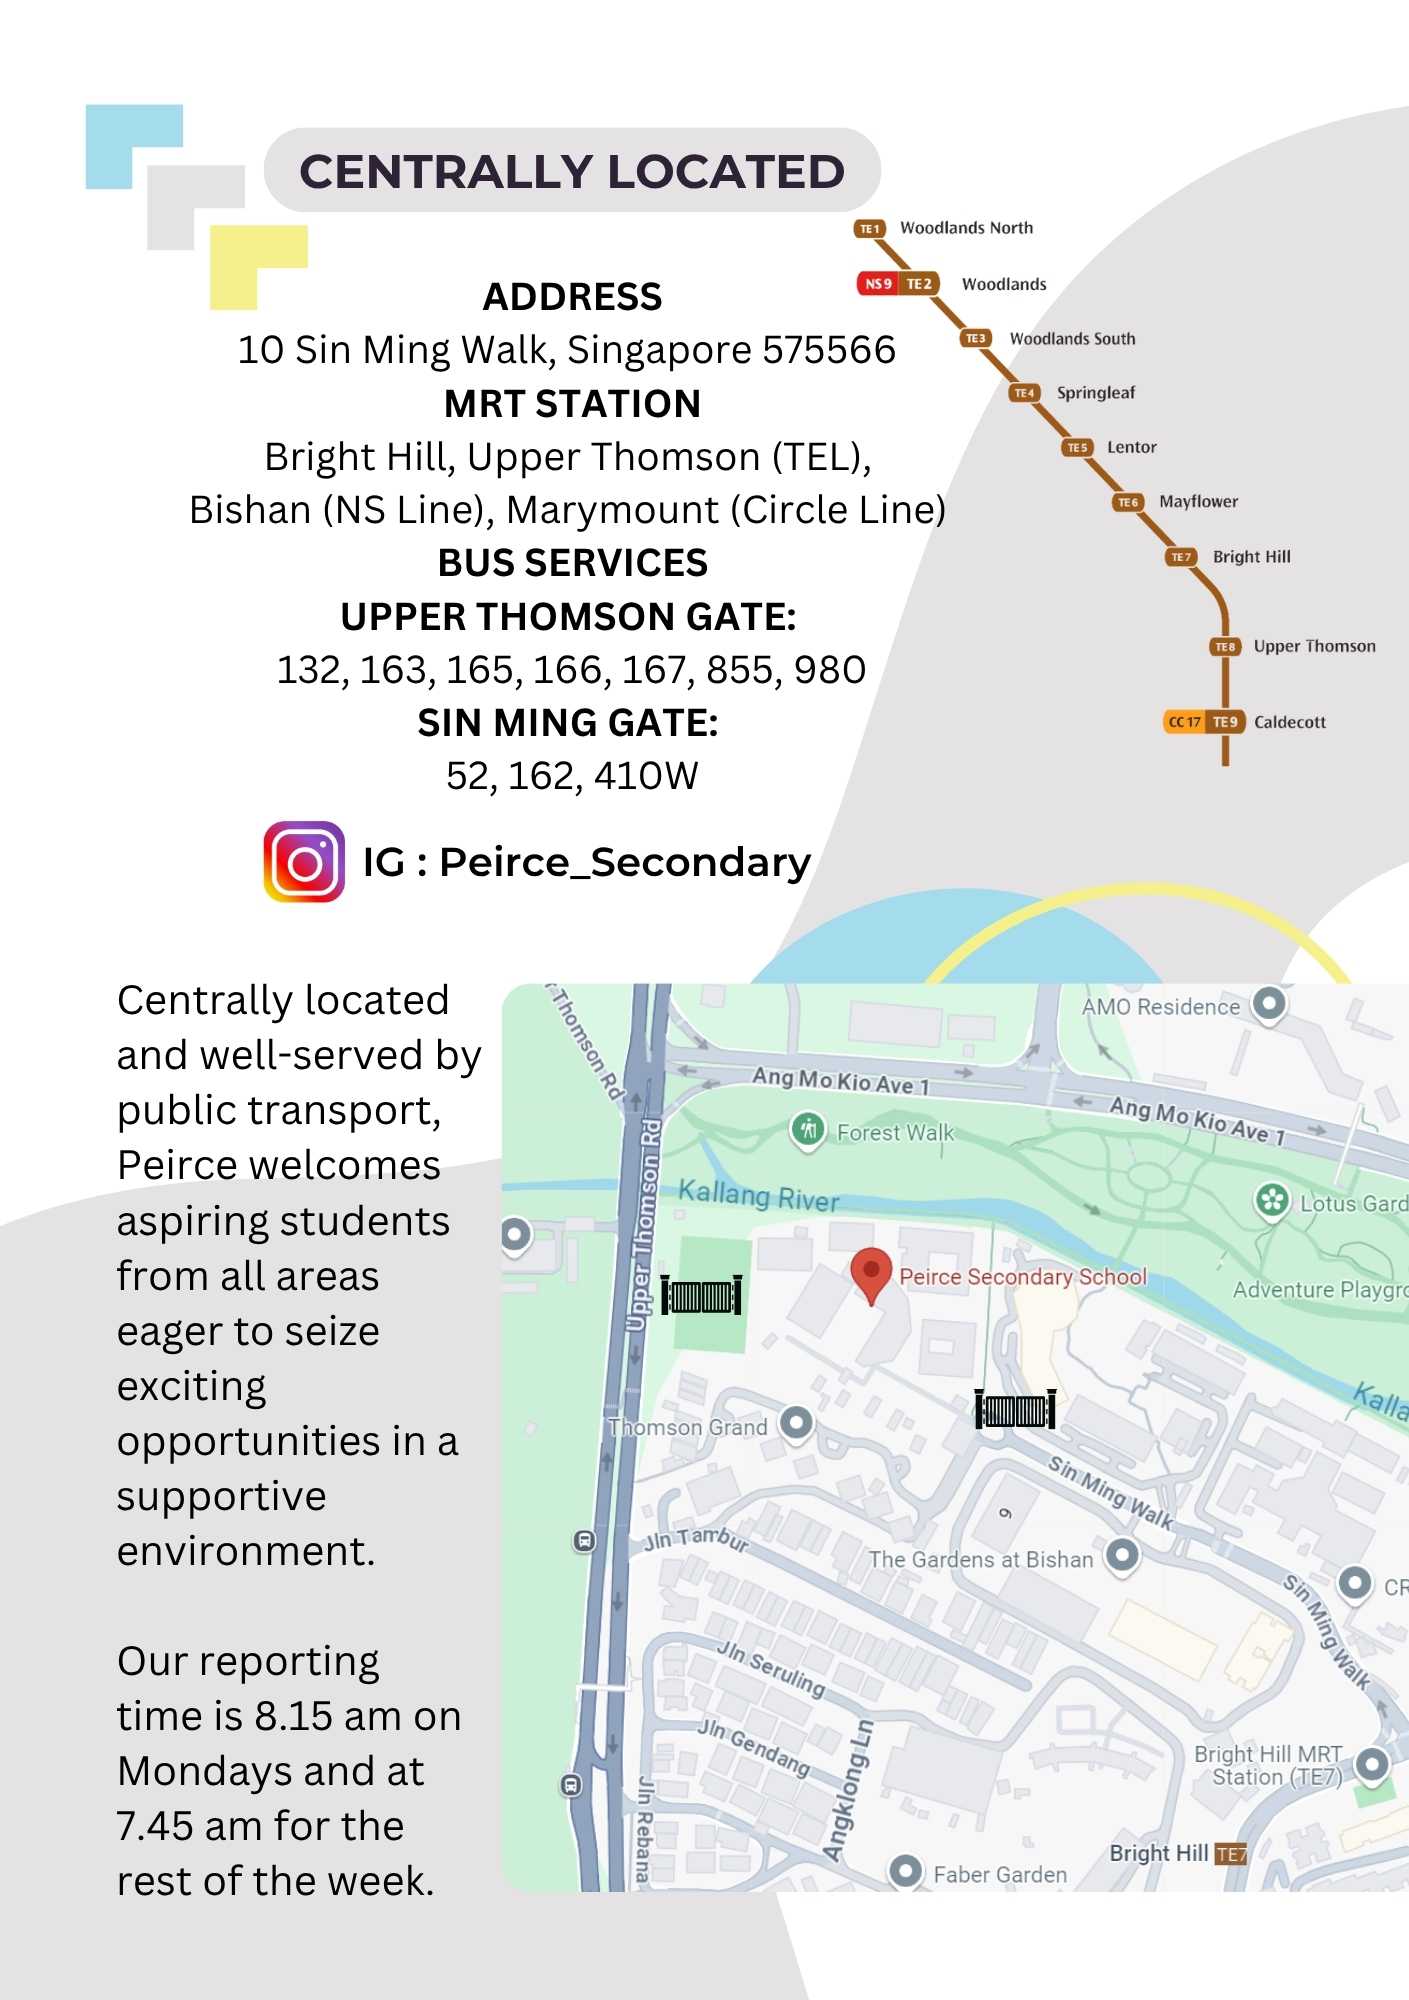 CENTRALLY LOCATED
ADDRESS
10 Sin Ming Walk, Singapore 575566
MRT STATION
Bright Hill, Upper Thomson (TEL),
Bishan (NS Line), Marymount (Circle Line)
BUS SERVICES
UPPER THOMSON GATE:
132, 163, 165, 166, 167, 855, 980
SIN MING GATE:
52, 162, 410W
IG : Peirce_Secondary
TE1 Woodlands North
NS9 TE2 Woodlands
TE3 Woodlands South
TE4 Springleaf
TE5 Lentor
TE6 Mayflower
TE7 Bright Hill
TE8 Upper Thomson
CC17 TE9 Caldecott
Centrally located
and well-served by
public transport,
Peirce welcomes
aspiring students
from all areas
eager to seize
exciting
opportunities in a
supportive
environment.
Our reporting
time is 8.15 am on
Mondays and at
7.45 am for the
rest of the week.
Thomson Rd
AMO Residence
Ang Mo Kio Ave 1
Ang Mo Kio Ave 1
Forest Walk
Upper Thomson Rd
Kallang River
Lotus Gard
Peirce Secondary School
Adventure Playgro
Kalla
Thomson Grand
Sin Ming Walk
9
Jln Tambur
The Gardens at Bishan
Sin Ming Walk
CR
Jln Seruling
Jln Gendang
Angklong Ln
Jln Rebana
Bright Hill MRT
Station (TE7)
Bright Hill TE7
Faber Garden